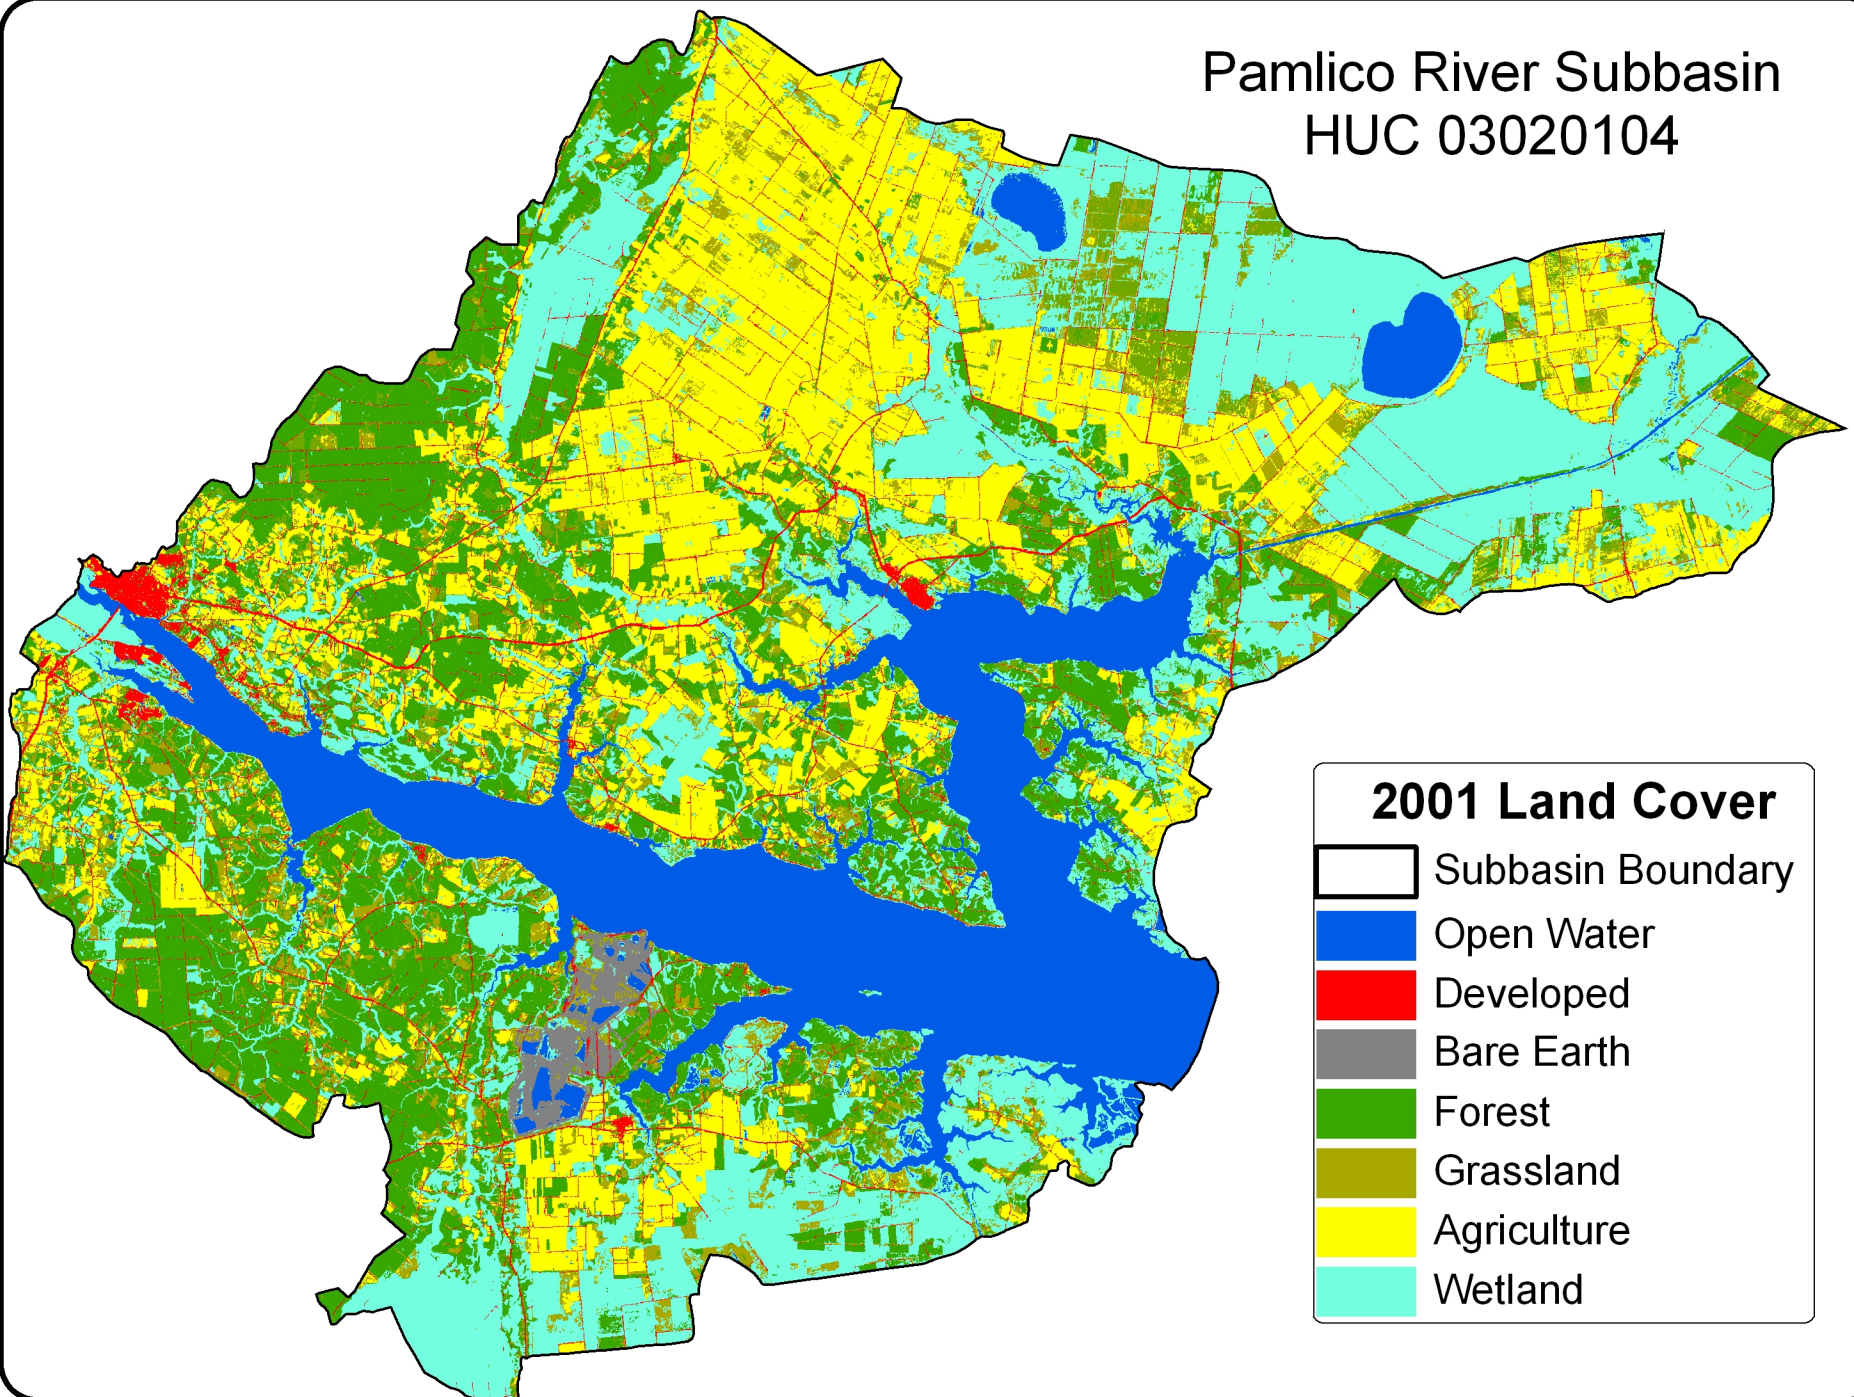 Pamlico River Subbasin
HUC 03020104
2001 Land Cover
Subbasin Boundary
Open Water
Developed
Bare Earth
Forest
Grassland
Agriculture
Wetland